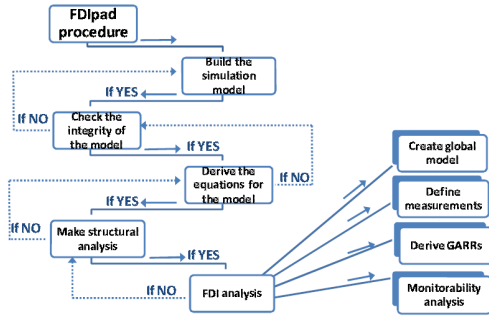 FDIpad
procedure
Build the
simulation
model
If YES
If NO
Check the
integrity of
the model
If YES
Derive the
equations for
the model
If NO
If YES
If NO
Make structural
analysis
If YES
If NO
FDI analysis
Create global
model
Define
measurements
Derive GARRs
Monitorability
analysis